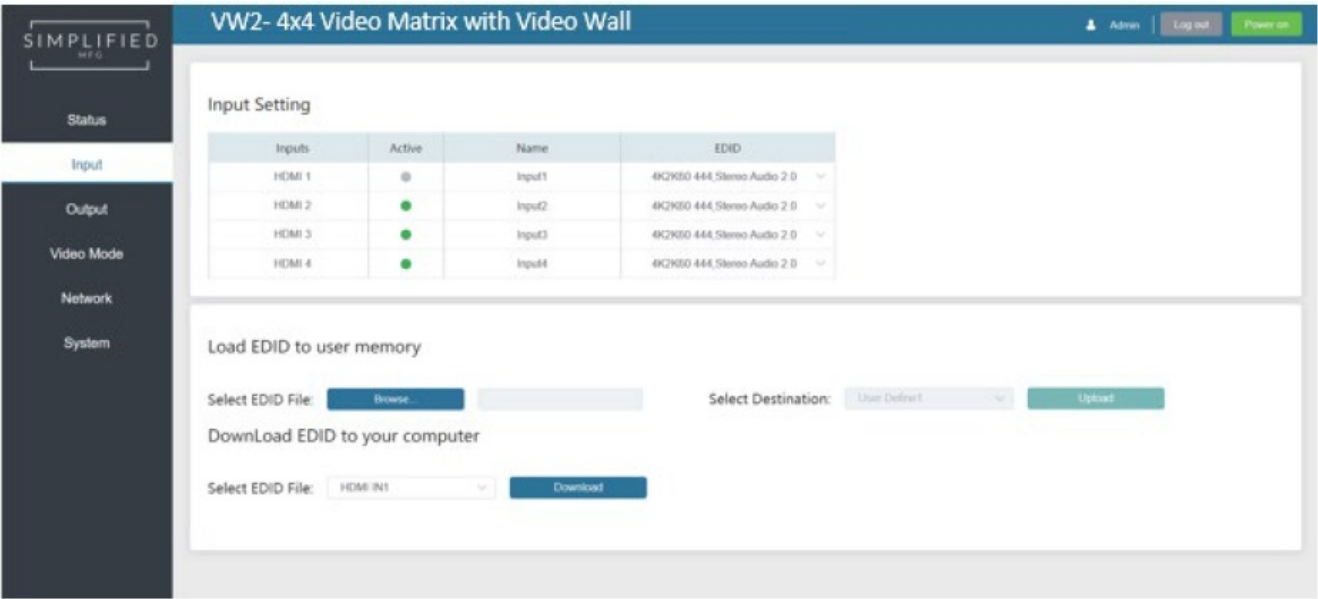 SIMPLIFIED
MFG
VW2- 4x4 Video Matrix with Video Wall
Admin
Log out
Power on
Status
Input
Output
Video Mode
Network
System
Input Setting
Inputs Active Name EDID
HDMI 1 Input1 4K2K60 444,Stereo Audio 2.0
HDMI 2 Input2 4K2K60 444,Stereo Audio 2.0
HDMI 3 Input3 4K2K60 444,Stereo Audio 2.0
HDMI 4 Input4 4K2K60 444,Stereo Audio 2.0
Load EDID to user memory
Select EDID File: Browse... Select Destination: User Define1 Upload
DownLoad EDID to your computer
Select EDID File: HDMI IN1 Download